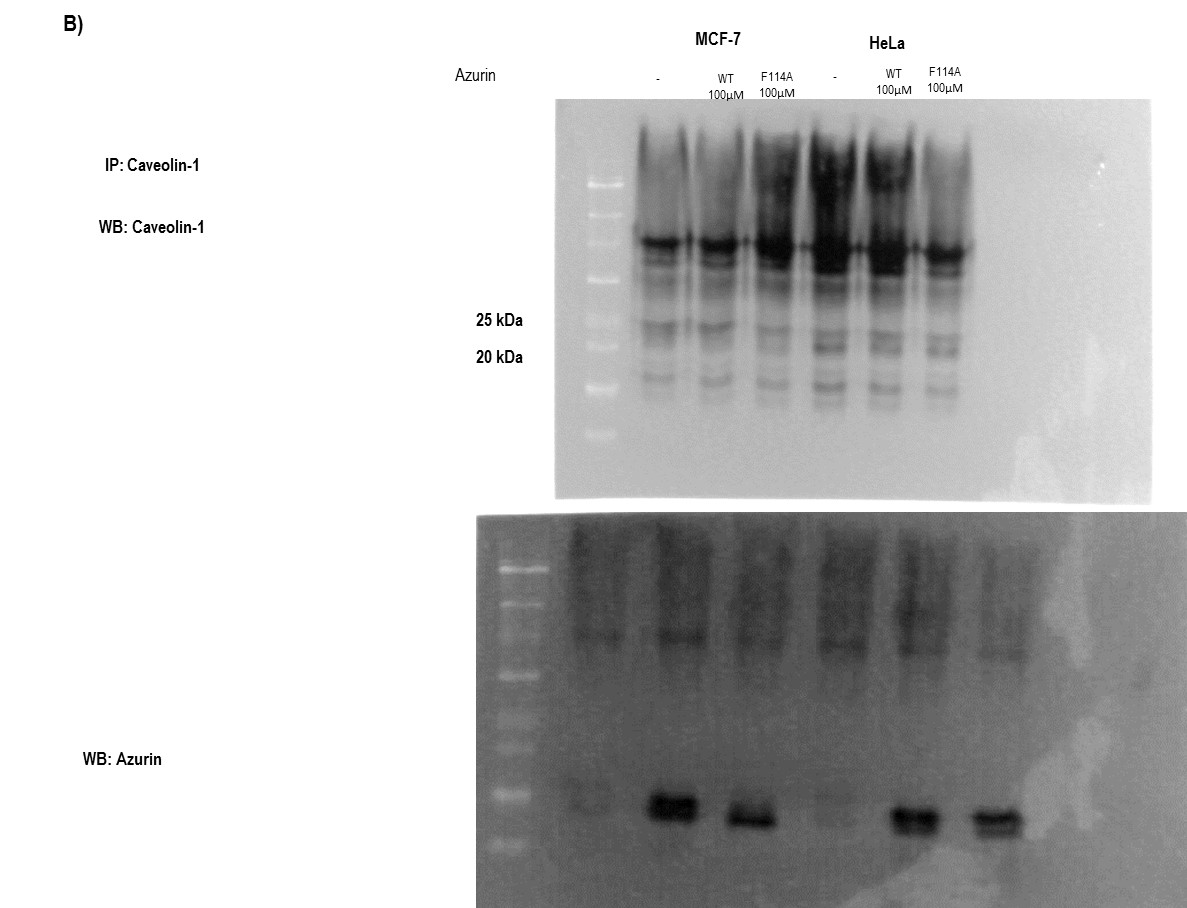 B)
MCF-7
HeLa
Azurin
- WT F114A - WT F114A
100µM 100µM 100µM 100µM
IP: Caveolin-1
WB: Caveolin-1
25 kDa
20 kDa
WB: Azurin